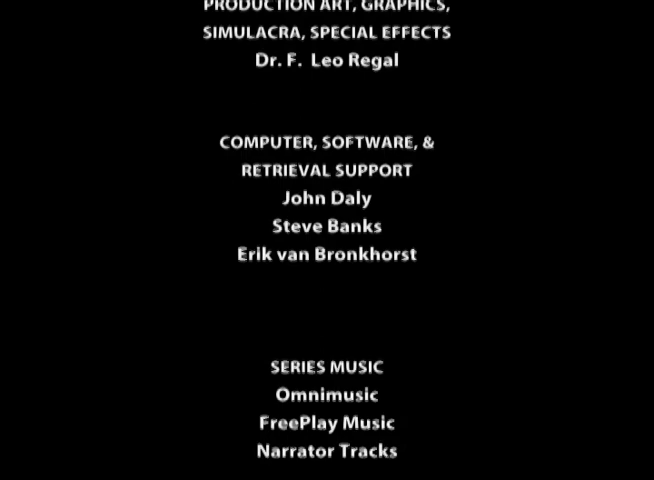 PRODUCTION ART, GRAPHICS,
SIMULACRA, SPECIAL EFFECTS
Dr. F. Leo Regal
COMPUTER, SOFTWARE, &
RETRIEVAL SUPPORT
John Daly
Steve Banks
Erik van Bronkhorst
SERIES MUSIC
Omnimusic
FreePlay Music
Narrator Tracks